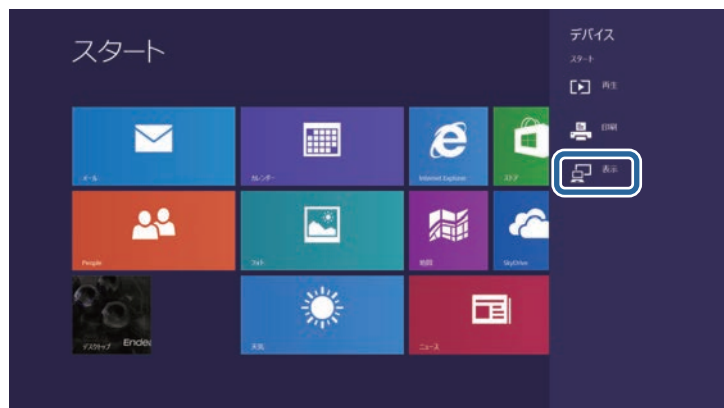 スタート
デバイス
スタート
再生
印刷
表示
メール
カレンダー
Internet Explorer
ストア
People
フォト
地図
SkyDrive
デスクトップ
Endea
天気
ニュース